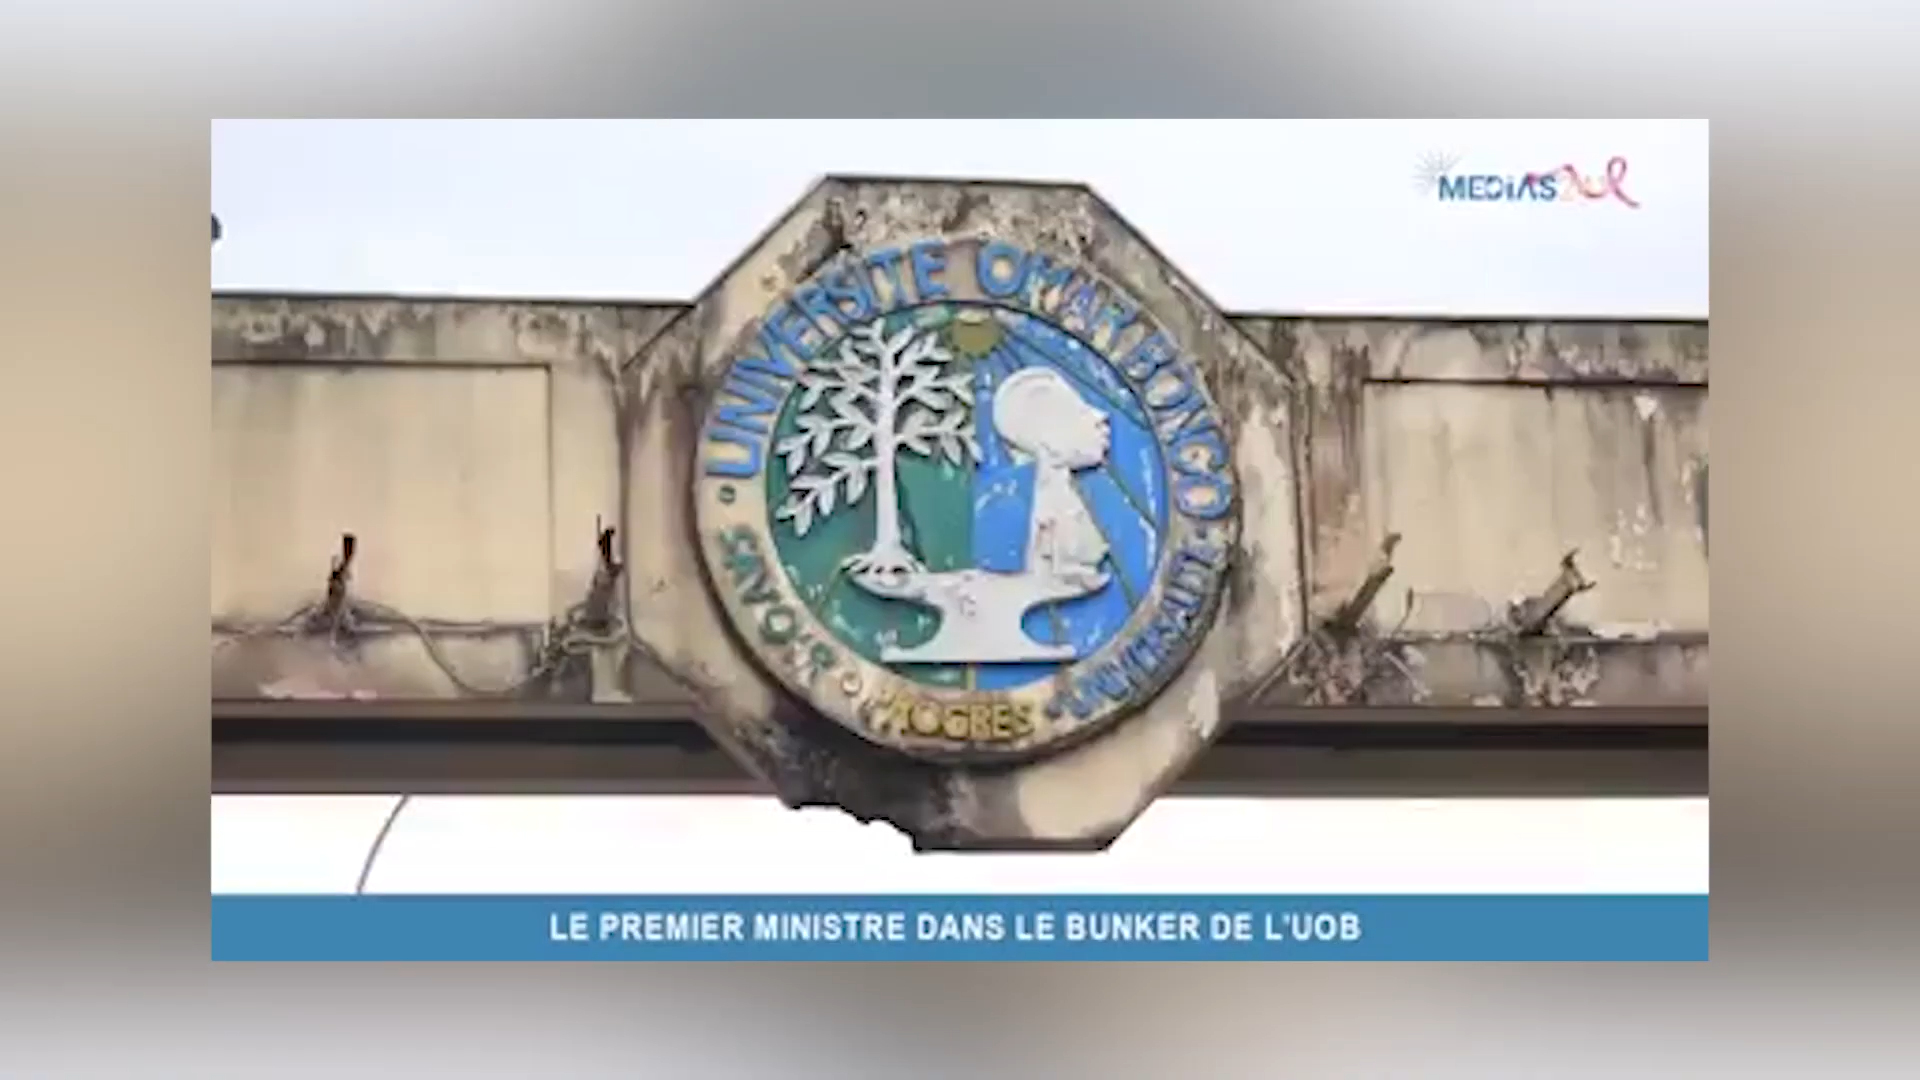 MEDiAS
UNIVERSITE OMAR BONGO
SAVOIR · PROGRES · UNIVERSALITE
LE PREMIER MINISTRE DANS LE BUNKER DE L'UOB